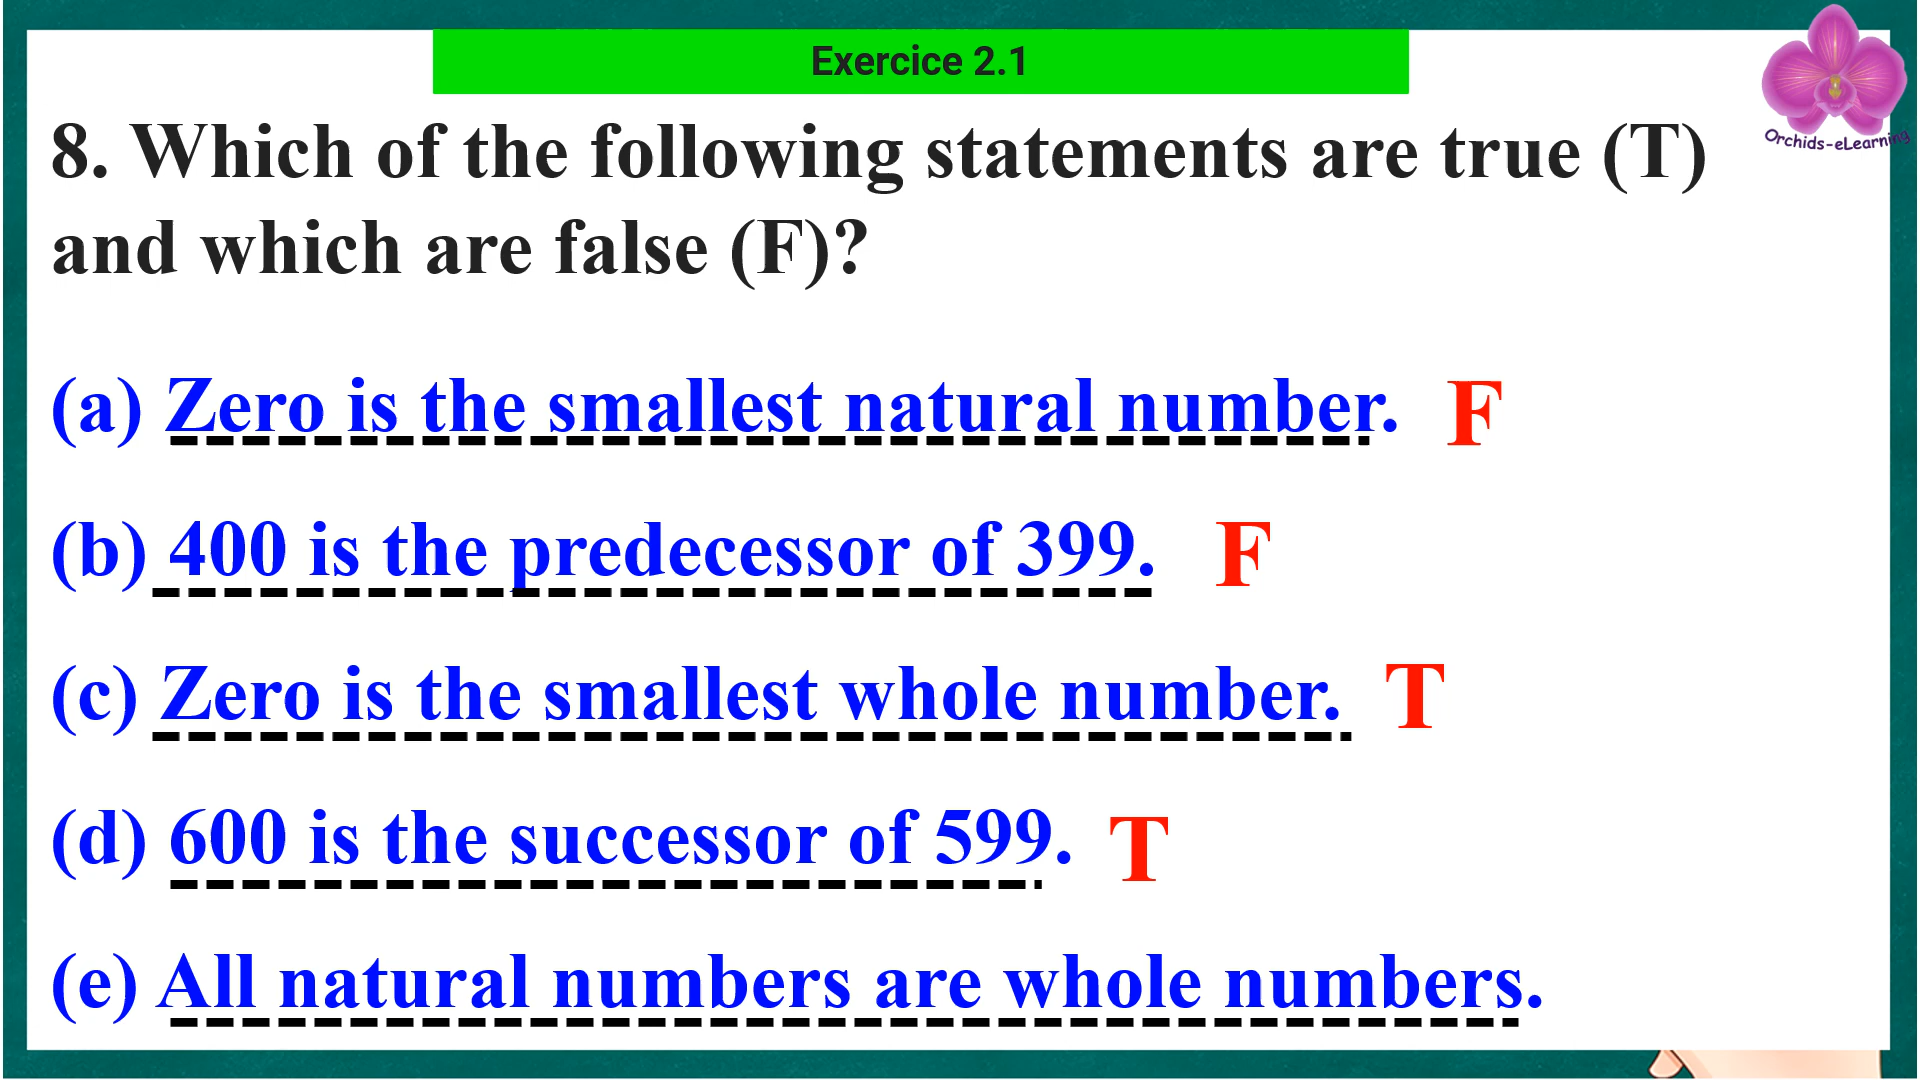 Exercice 2.1
Orchids-eLearning
8. Which of the following statements are true (T)
and which are false (F)?
(a) Zero is the smallest natural number. F
(b) 400 is the predecessor of 399. F
(c) Zero is the smallest whole number. T
(d) 600 is the successor of 599. T
(e) All natural numbers are whole numbers.